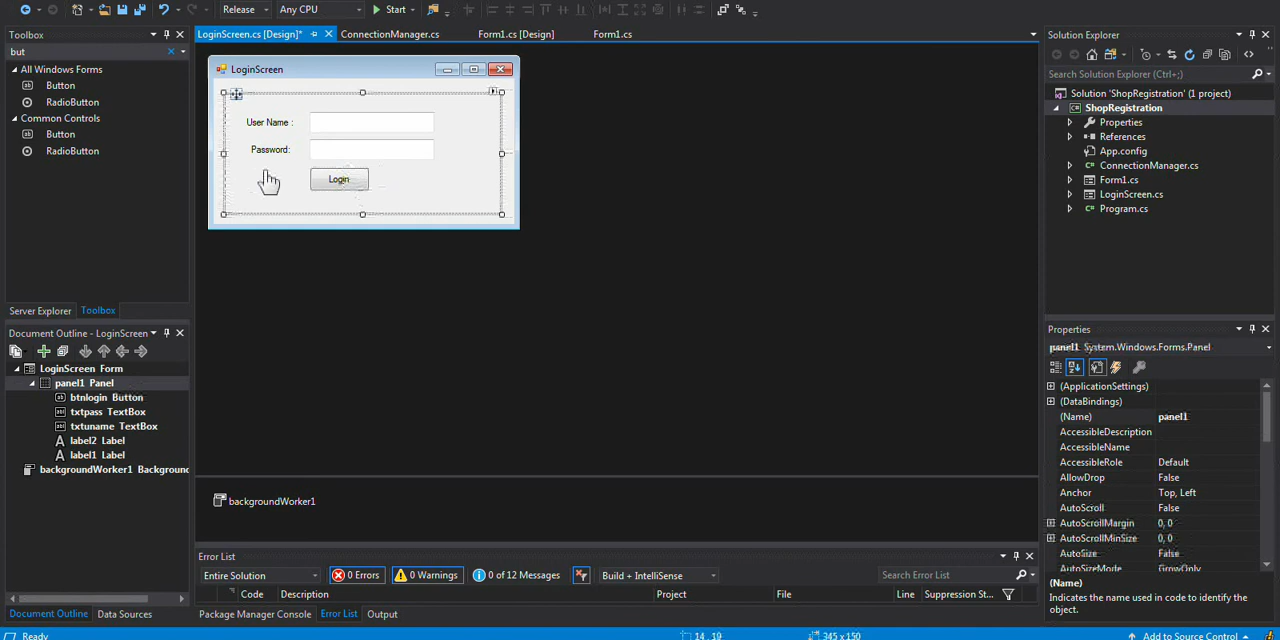 Release
Any CPU
Start
Toolbox
but
All Windows Forms
Button
RadioButton
Common Controls
Button
RadioButton
Server Explorer
Toolbox
Document Outline - LoginScreen
LoginScreen Form
panel1 Panel
btnlogin Button
txtpass TextBox
txtuname TextBox
label2 Label
label1 Label
backgroundWorker1 Background
Document Outline
Data Sources
LoginScreen.cs [Design]*
ConnectionManager.cs
Form1.cs [Design]
Form1.cs
LoginScreen
User Name :
Password:
Login
backgroundWorker1
Error List
Entire Solution
0 Errors
0 Warnings
0 of 12 Messages
Build + IntelliSense
Search Error List
Code
Description
Project
File
Line
Suppression St...
Package Manager Console
Error List
Output
Solution Explorer
Search Solution Explorer (Ctrl+;)
Solution 'ShopRegistration' (1 project)
ShopRegistration
Properties
References
App.config
ConnectionManager.cs
Form1.cs
LoginScreen.cs
Program.cs
Properties
panel1 System.Windows.Forms.Panel
(ApplicationSettings)
(DataBindings)
(Name) panel1
AccessibleDescription
AccessibleName
AccessibleRole Default
AllowDrop False
Anchor Top, Left
AutoScroll False
AutoScrollMargin 0, 0
AutoScrollMinSize 0, 0
AutoSize False
AutoSizeMode GrowOnly
(Name)
Indicates the name used in code to identify the
object.
Ready
14 , 19
345 x 150
Add to Source Control